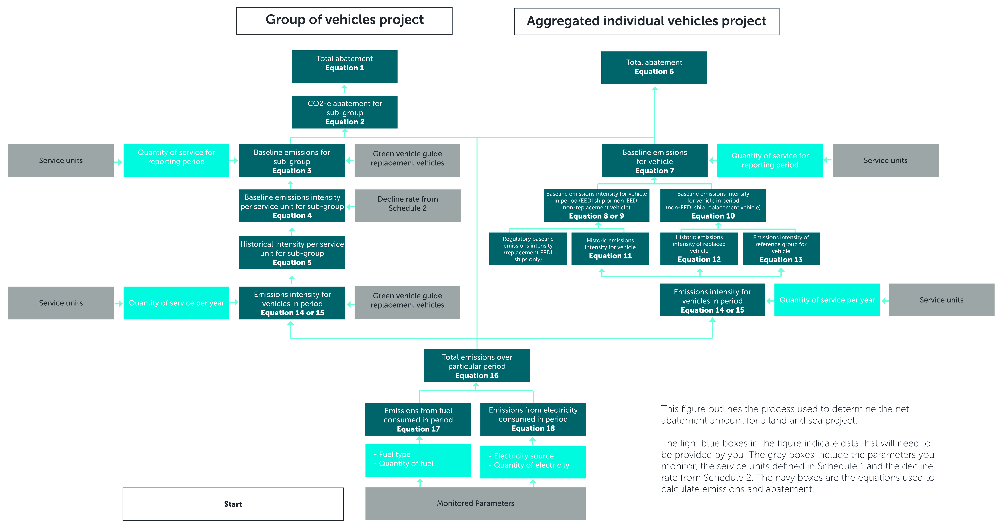 Group of vehicles project
Aggregated individual vehicles project
Total abatement
Equation 1
Total abatement
Equation 6
CO2-e abatement for
sub-group
Equation 2
Service units
Quantity of service for
reporting period
Baseline emissions for
sub-group
Equation 3
Green vehicle guide
replacement vehicles
Baseline emissions
for vehicle
Equation 7
Quantity of service for
reporting period
Service units
Baseline emissions intensity
per service unit for sub-group
Equation 4
Decline rate from
Schedule 2
Baseline emissions intensity for vehicle
in period (EEDI ship or non-EEDI
non-replacement vehicle)
Equation 8 or 9
Baseline emissions intensity
for vehicle in period
(non-EEDI ship replacement vehicle)
Equation 10
Historical intensity per service
unit for sub-group
Equation 5
Regulatory baseline
emissions intensity
(replacement EEDI
ships only)
Historic emissions
intensity for vehicle
Equation 11
Historic emissions
intensity of replaced
vehicle
Equation 12
Emissions intensity of
reference group for
vehicle
Equation 13
Service units
Quantity of service per year
Emissions intensity for
vehicles in period
Equation 14 or 15
Green vehicle guide
replacement vehicles
Emissions intensity for
vehicles in period
Equation 14 or 15
Quantity of service per year
Service units
Total emissions over
particular period
Equation 16
Emissions from fuel
consumed in period
Equation 17
Emissions from electricity
consumed in period
Equation 18
- Fuel type
- Quantity of fuel
- Electricity source
- Quantity of electricity
Start
Monitored Parameters
This figure outlines the process used to determine the net
abatement amount for a land and sea project.
The light blue boxes in the figure indicate data that will need to
be provided by you. The grey boxes include the parameters you
monitor, the service units defined in Schedule 1 and the decline
rate from Schedule 2. The navy boxes are the equations used to
calculate emissions and abatement.